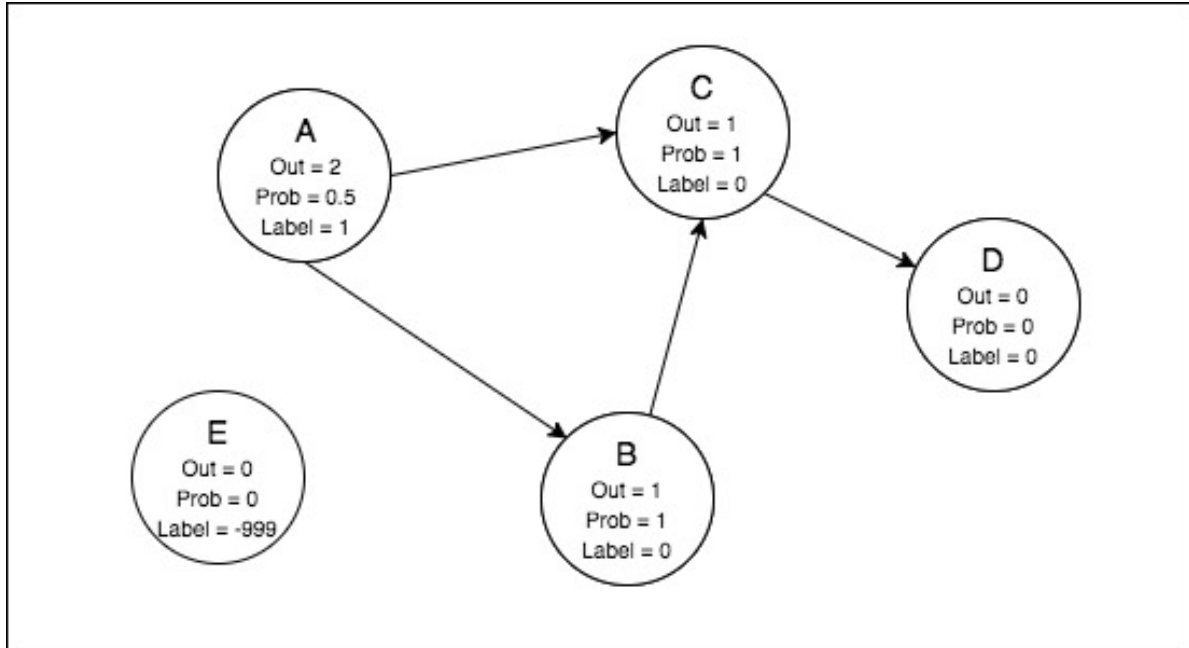 A
Out = 2
Prob = 0.5
Label = 1
C
Out = 1
Prob = 1
Label = 0
D
Out = 0
Prob = 0
Label = 0
E
Out = 0
Prob = 0
Label = -999
B
Out = 1
Prob = 1
Label = 0